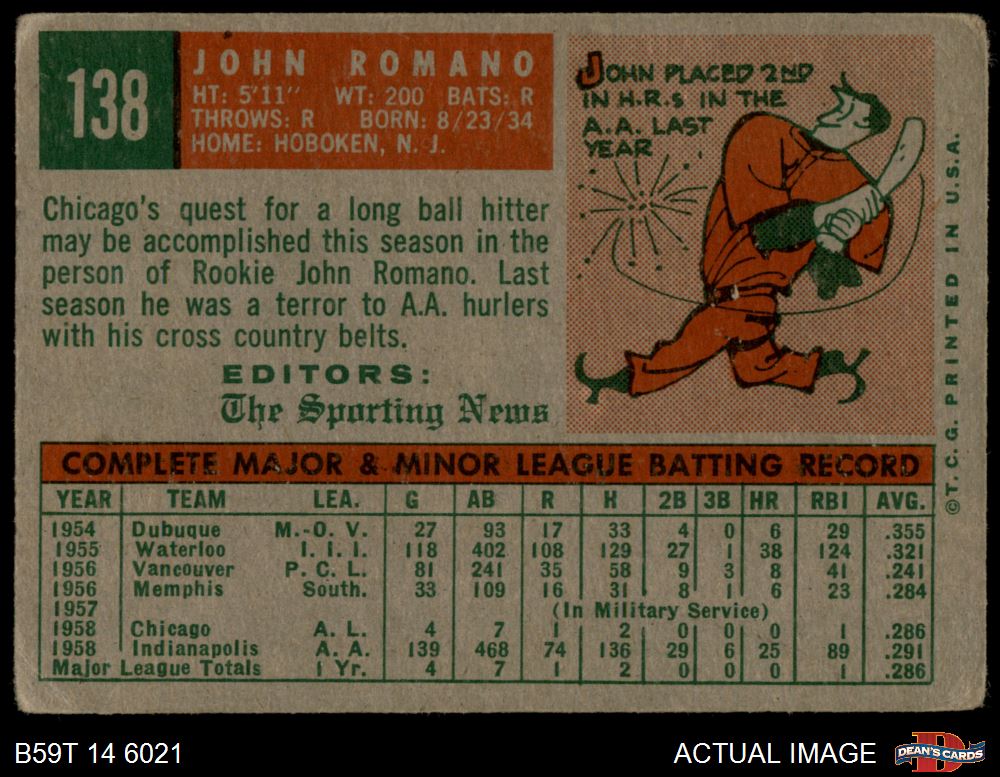 138
JOHN ROMANO
HT: 5'11" WT: 200 BATS: R
THROWS: R BORN: 8/23/34
HOME: HOBOKEN, N. J.
JOHN PLACED 2ND
IN H.R.s IN THE
A.A. LAST
YEAR
Chicago's quest for a long ball hitter
may be accomplished this season in the
person of Rookie John Romano. Last
season he was a terror to A.A. hurlers
with his cross country belts.
EDITORS:
The Sporting News
© T. C. G. PRINTED IN U.S.A.
COMPLETE MAJOR & MINOR LEAGUE BATTING RECORD
YEAR TEAM LEA. G AB R H 2B 3B HR RBI AVG.
1954 Dubuque M.-O. V. 27 93 17 33 4 0 6 29 .355
1955 Waterloo I. I. I. 118 402 108 129 27 1 38 124 .321
1956 Vancouver P. C. L. 81 241 35 58 9 3 8 41 .241
1956 Memphis South. 33 109 16 31 8 1 6 23 .284
1957 (In Military Service)
1958 Chicago A. L. 4 7 1 2 0 0 0 1 .286
1958 Indianapolis A. A. 139 468 74 136 29 6 25 89 .291
Major League Totals 1 Yr. 4 7 1 2 0 0 0 1 .286
B59T 14 6021
ACTUAL IMAGE
DEAN'S CARDS